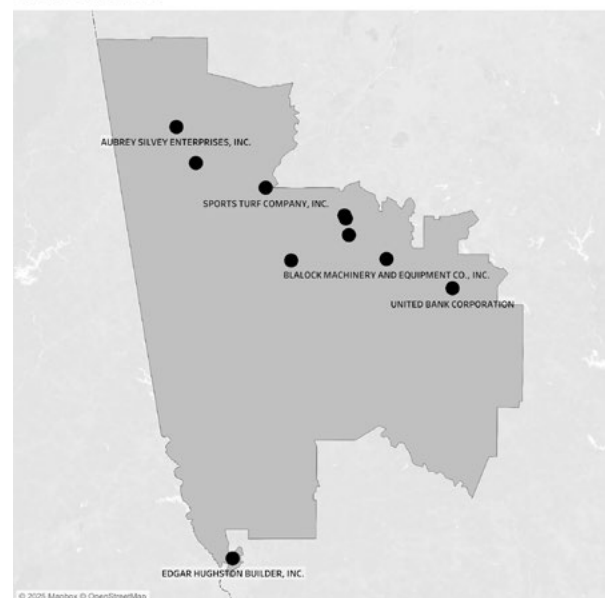 AUBREY SILVEY ENTERPRISES, INC.
SPORTS TURF COMPANY, INC.
BLALOCK MACHINERY AND EQUIPMENT CO., INC.
UNITED BANK CORPORATION
EDGAR HUGHSTON BUILDER, INC.
© 2025 Mapbox © OpenStreetMap